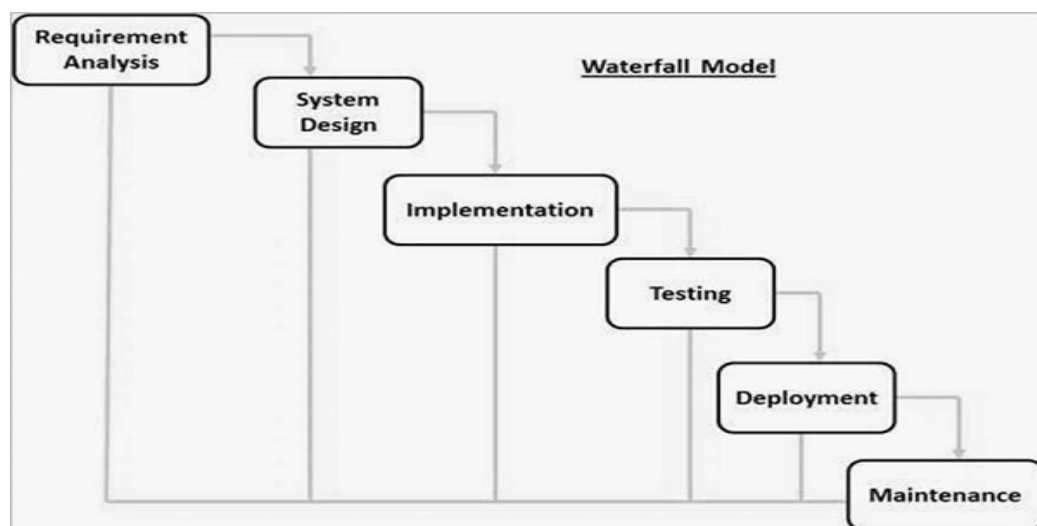 Requirement
Analysis
Waterfall Model
System
Design
Implementation
Testing
Deployment
Maintenance